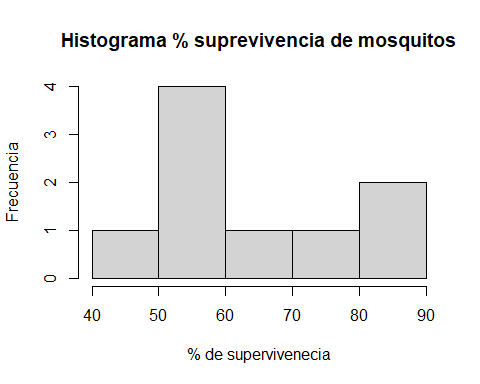 Histograma % suprevivencia de mosquitos
Frecuencia
4
3
2
1
0
40 50 60 70 80 90
% de supervivenecia